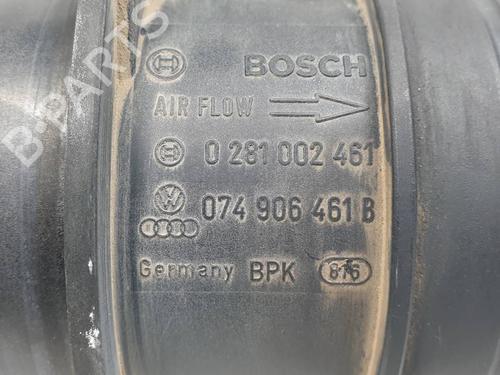 BOSCH
AIR FLOW
0 281 002 461
074 906 461 B
Germany BPK 816
B-PARTS